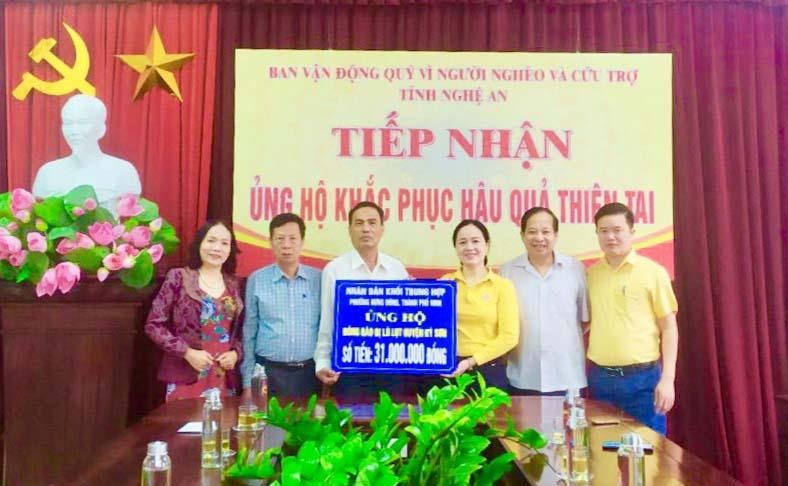 BAN VẬN ĐỘNG QUỸ VÌ NGƯỜI NGHÈO VÀ CỨU TRỢ
TỈNH NGHỆ AN
TIẾP NHẬN
ỦNG HỘ KHẮC PHỤC HẬU QUẢ THIÊN TAI
NHÂN DÂN KHỐI TRUNG HỢP
PHƯỜNG HƯNG DŨNG, THÀNH PHỐ VINH
ỦNG HỘ
ĐỒNG BÀO BỊ LŨ LỤT HUYỆN KỲ SƠN
SỐ TIỀN: 31.000.000 ĐỒNG